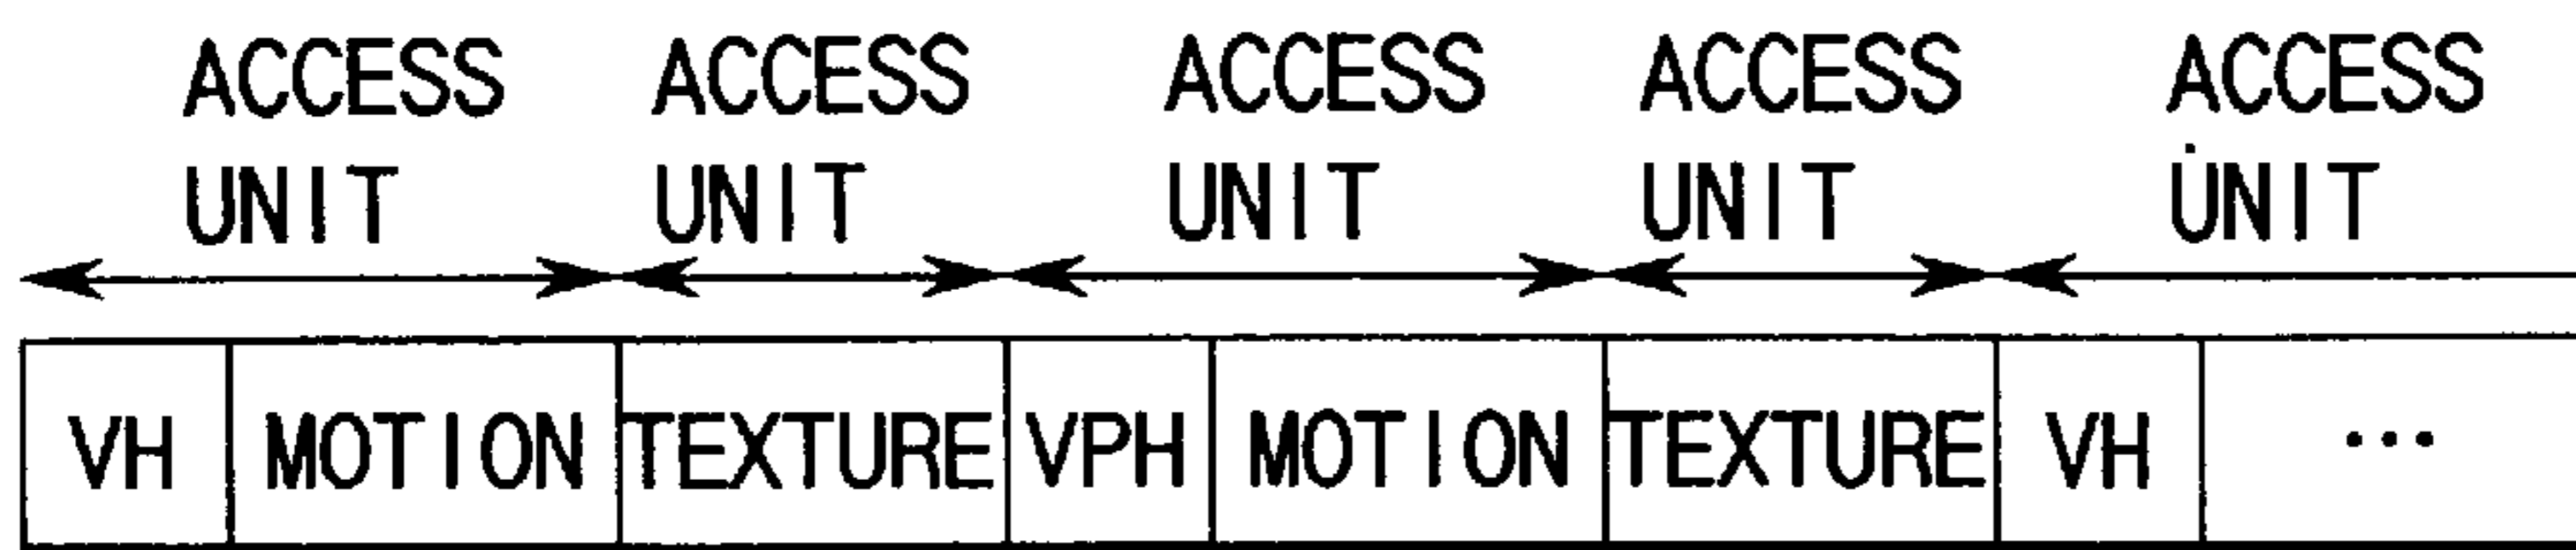 ACCESS ACCESS ACCESS ACCESS ACCESS
UNIT UNIT UNIT UNIT UNIT
VH MOTION TEXTURE VPH MOTION TEXTURE VH ...